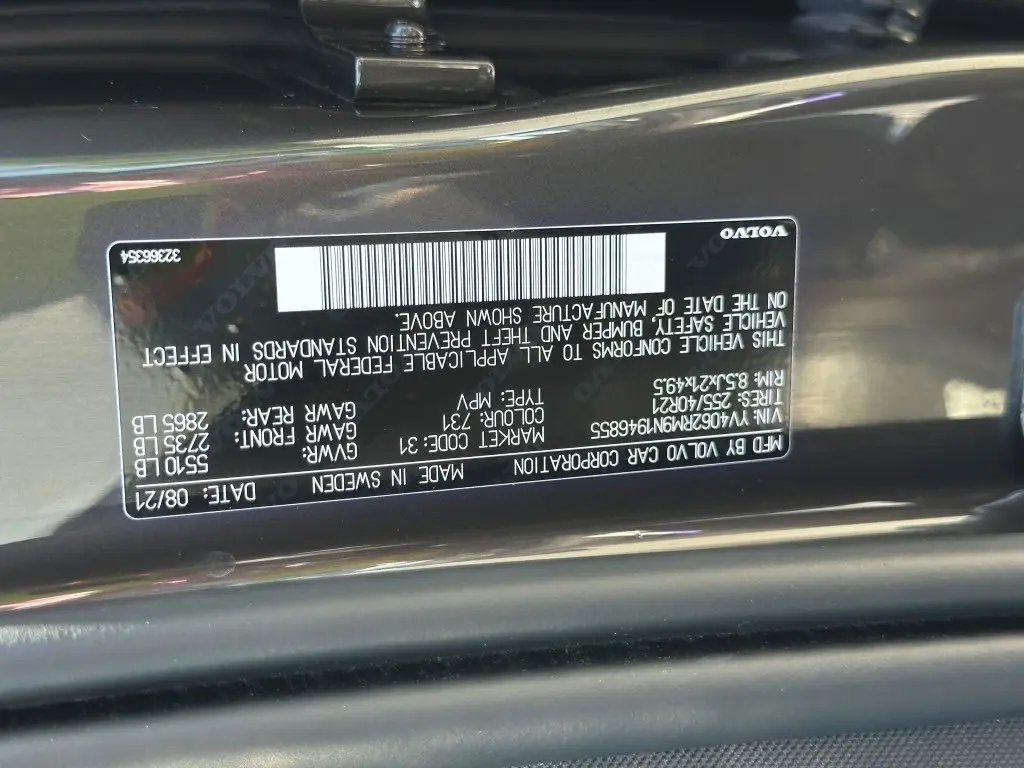 MFD BY VOLVO CAR CORPORATION MADE IN SWEDEN DATE: 08/21
VIN: YV4062RM9N1946855 MARKET CODE: 31 GVWR: 5510 LB
TIRES: 255/40R21 COLOUR: 731 GAWR FRONT: 2735 LB
RIM: 8.5Jx21x49.5 TYPE: MPV GAWR REAR: 2865 LB
THIS VEHICLE CONFORMS TO ALL APPLICABLE FEDERAL MOTOR
VEHICLE SAFETY, BUMPER AND THEFT PREVENTION STANDARDS IN EFFECT
ON THE DATE OF MANUFACTURE SHOWN ABOVE.
VOLVO 32366354